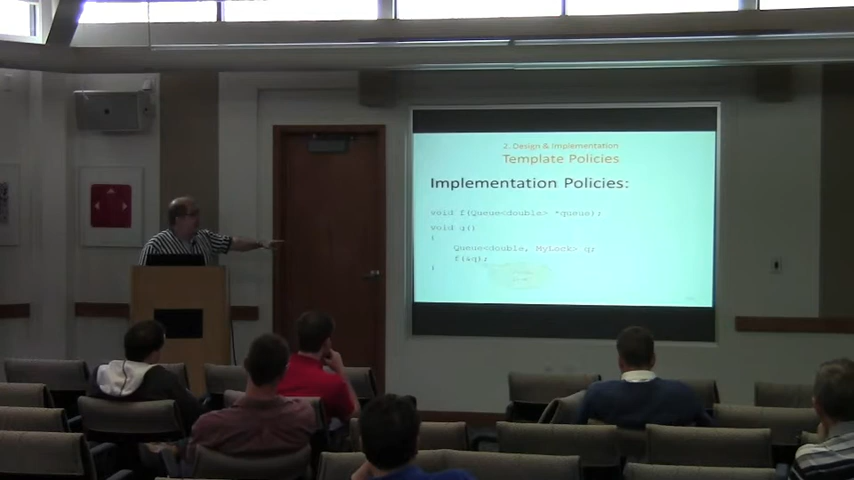 2. Design & Implementation
Template Policies
Implementation Policies:
void f(Queue<double> *queue);
void g()
{
Queue<double, MyLock> q;
f(&q);
}